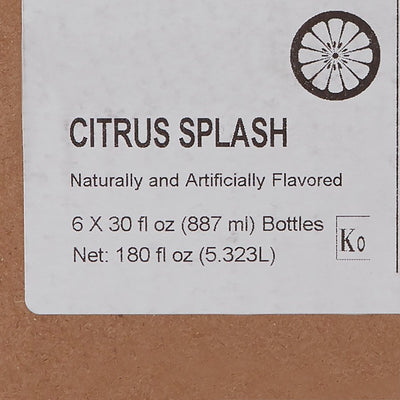 CITRUS SPLASH
Naturally and Artificially Flavored
6 X 30 fl oz (887 ml) Bottles
Net: 180 fl oz (5.323L)
Ko